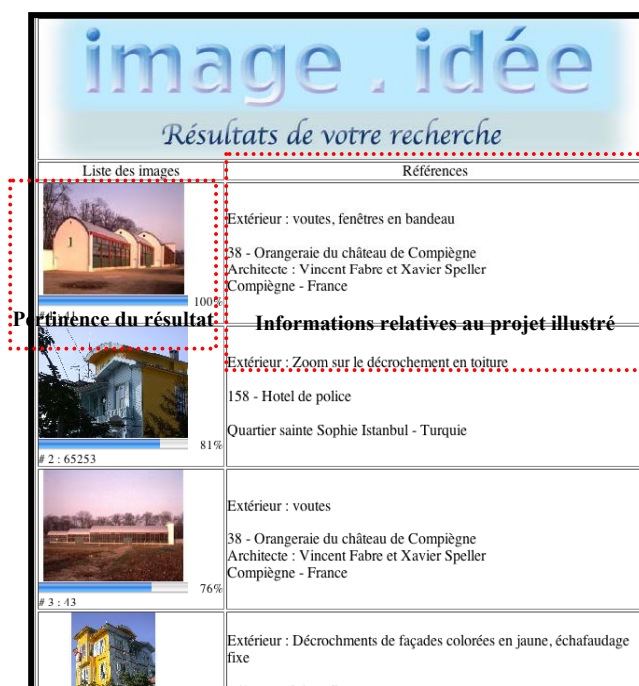 image . idée
Résultats de votre recherche
Liste des images
Références
Extérieur : voutes, fenêtres en bandeau
38 - Orangeraie du château de Compiègne
Architecte : Vincent Fabre et Xavier Speller
Compiègne - France
100%
Pertinence du résultat
Informations relatives au projet illustré
Extérieur : Zoom sur le décrochement en toiture
158 - Hotel de police
Quartier sainte Sophie Istanbul - Turquie
81%
# 2 : 65253
Extérieur : voutes
38 - Orangeraie du château de Compiègne
Architecte : Vincent Fabre et Xavier Speller
Compiègne - France
76%
# 3 : 43
Extérieur : Décrochments de façades colorées en jaune, échafaudage
fixe